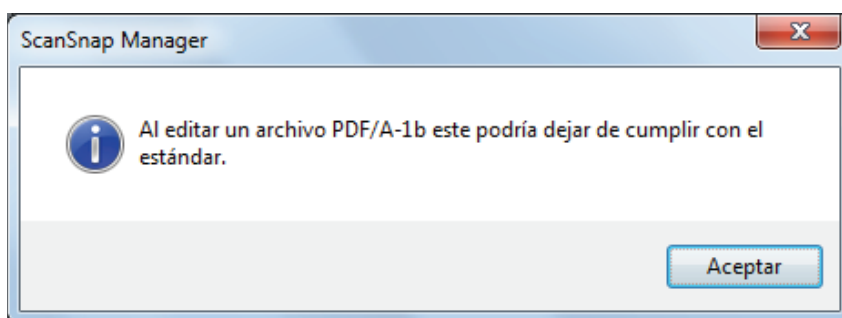 ScanSnap Manager
Al editar un archivo PDF/A-1b este podría dejar de cumplir con el
estándar.
Aceptar